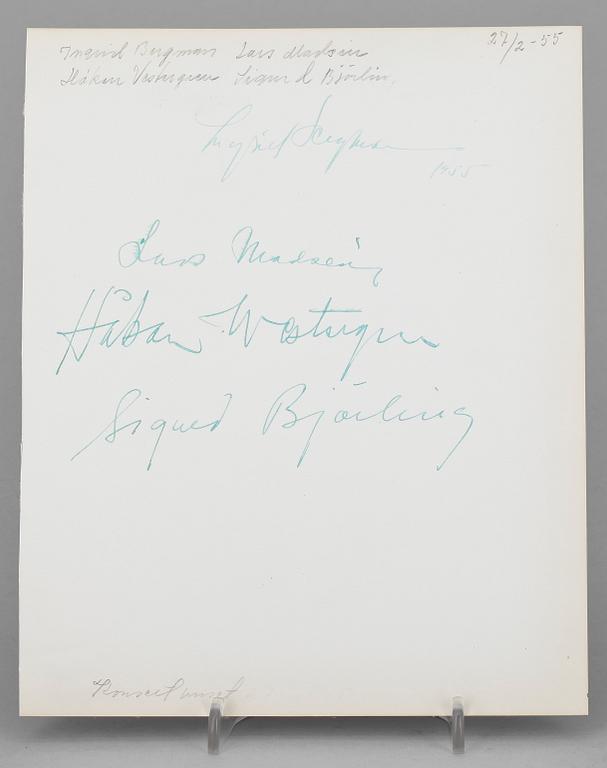 Ingrid Bergman Lars Madsén 27/2-55
Håkan Westergren Sigurd Björlin.
Ingrid Bergman
1955
Lars Madsén
Håkan Westergren
Sigurd Björling
Konserthuset